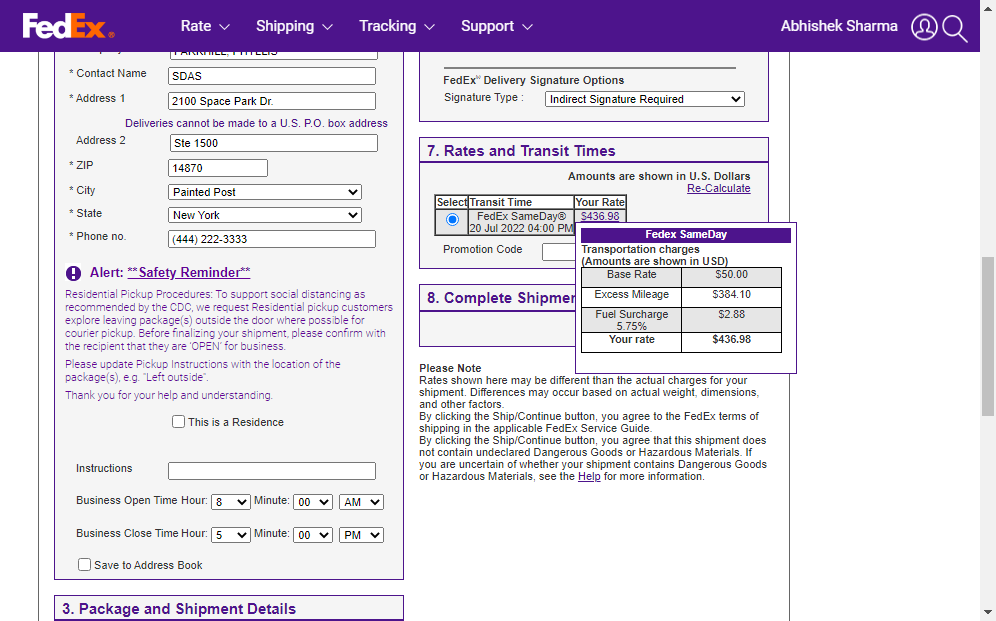 FedEx®
Rate
Shipping
Tracking
Support
Abhishek Sharma
* Contact Name
SDAS
* Address 1
2100 Space Park Dr.
Deliveries cannot be made to a U.S. P.O. box address
Address 2
Ste 1500
* ZIP
14870
* City
Painted Post
* State
New York
* Phone no.
(444) 222-3333
Alert: **Safety Reminder**
Residential Pickup Procedures: To support social distancing as
recommended by the CDC, we request Residential pickup customers
explore leaving package(s) outside the door where possible for
courier pickup. Before finalizing your shipment, please confirm with
the recipient that they are 'OPEN' for business.
Please update Pickup Instructions with the location of the
package(s), e.g. "Left outside".
Thank you for your help and understanding.
This is a Residence
Instructions
Business Open Time Hour: 8 Minute: 00 AM
Business Close Time Hour: 5 Minute: 00 PM
Save to Address Book
3. Package and Shipment Details
FedEx® Delivery Signature Options
Signature Type :
Indirect Signature Required
7. Rates and Transit Times
Amounts are shown in U.S. Dollars
Re-Calculate
Select Transit Time Your Rate
FedEx SameDay® $436.98
20 Jul 2022 04:00 PM
Promotion Code
Fedex SameDay
Transportation charges
(Amounts are shown in USD)
Base Rate $50.00
Excess Mileage $384.10
Fuel Surcharge $2.88
5.75%
Your rate $436.98
8. Complete Shipmen
Please Note
Rates shown here may be different than the actual charges for your
shipment. Differences may occur based on actual weight, dimensions,
and other factors.
By clicking the Ship/Continue button, you agree to the FedEx terms of
shipping in the applicable FedEx Service Guide.
By clicking the Ship/Continue button, you agree that this shipment does
not contain undeclared Dangerous Goods or Hazardous Materials. If
you are uncertain of whether your shipment contains Dangerous Goods
or Hazardous Materials, see the Help for more information.